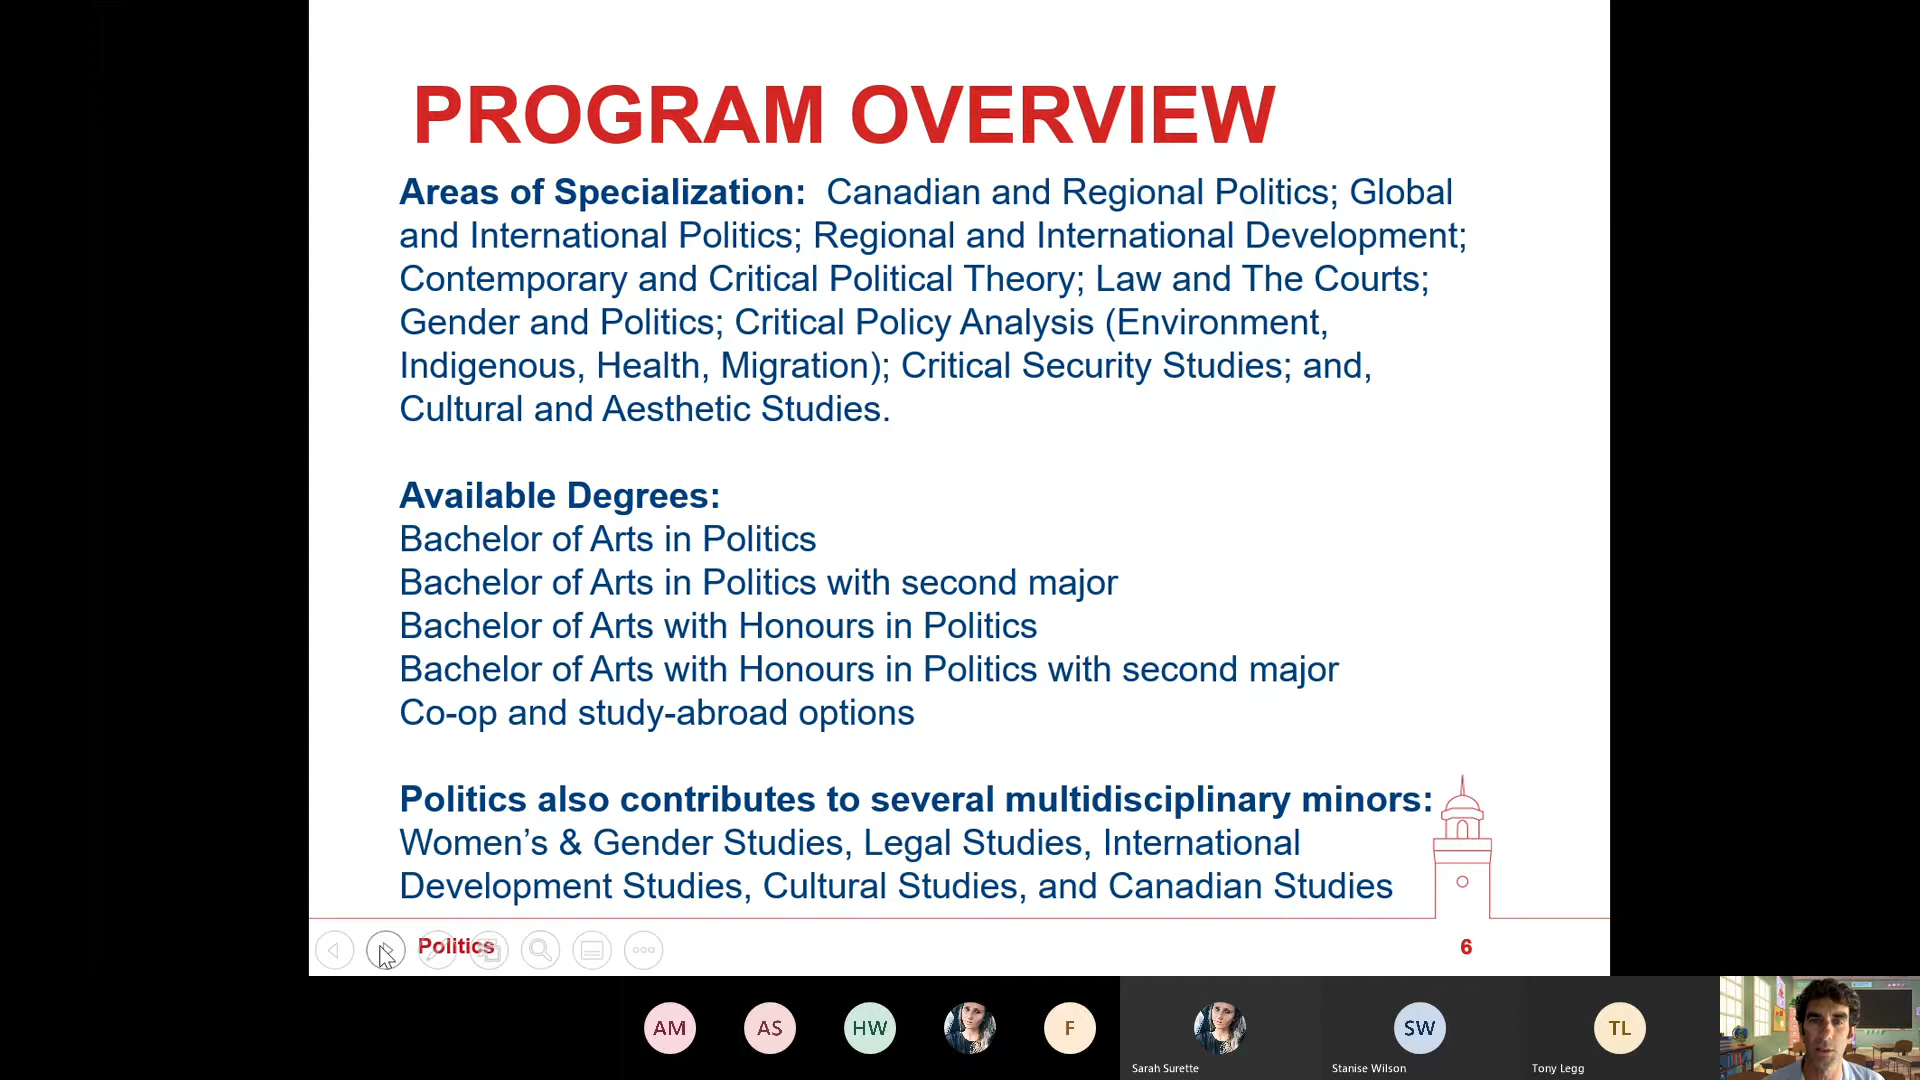 PROGRAM OVERVIEW
Areas of Specialization: Canadian and Regional Politics; Global
and International Politics; Regional and International Development;
Contemporary and Critical Political Theory; Law and The Courts;
Gender and Politics; Critical Policy Analysis (Environment,
Indigenous, Health, Migration); Critical Security Studies; and,
Cultural and Aesthetic Studies.
Available Degrees:
Bachelor of Arts in Politics
Bachelor of Arts in Politics with second major
Bachelor of Arts with Honours in Politics
Bachelor of Arts with Honours in Politics with second major
Co-op and study-abroad options
Politics also contributes to several multidisciplinary minors:
Women’s & Gender Studies, Legal Studies, International
Development Studies, Cultural Studies, and Canadian Studies
Politics
6
AM
AS
HW
F
SW
TL
Sarah Surette
Stanise Wilson
Tony Legg